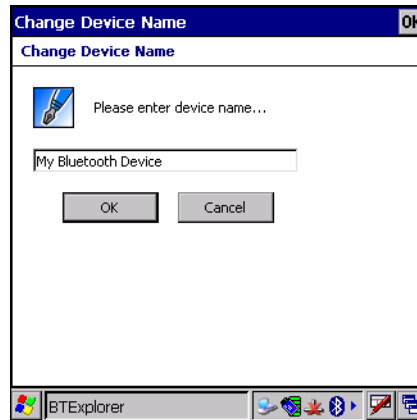 Change Device Name OK
Change Device Name
Please enter device name...
My Bluetooth Device
OK Cancel
BTExplorer